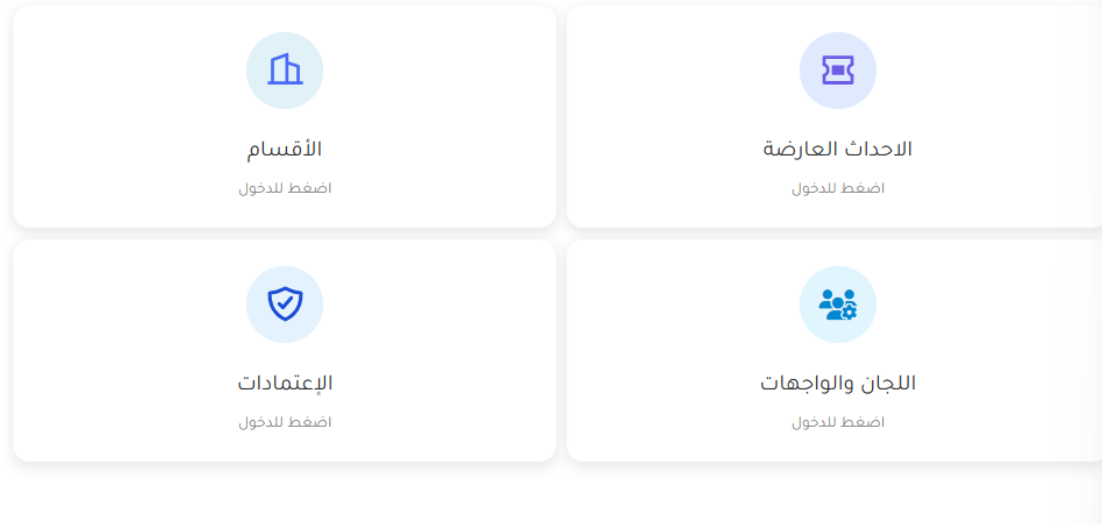 الاحداث العارضة
اضغط للدخول
الأقسام
اضغط للدخول
اللجان والواجهات
اضغط للدخول
الإعتمادات
اضغط للدخول